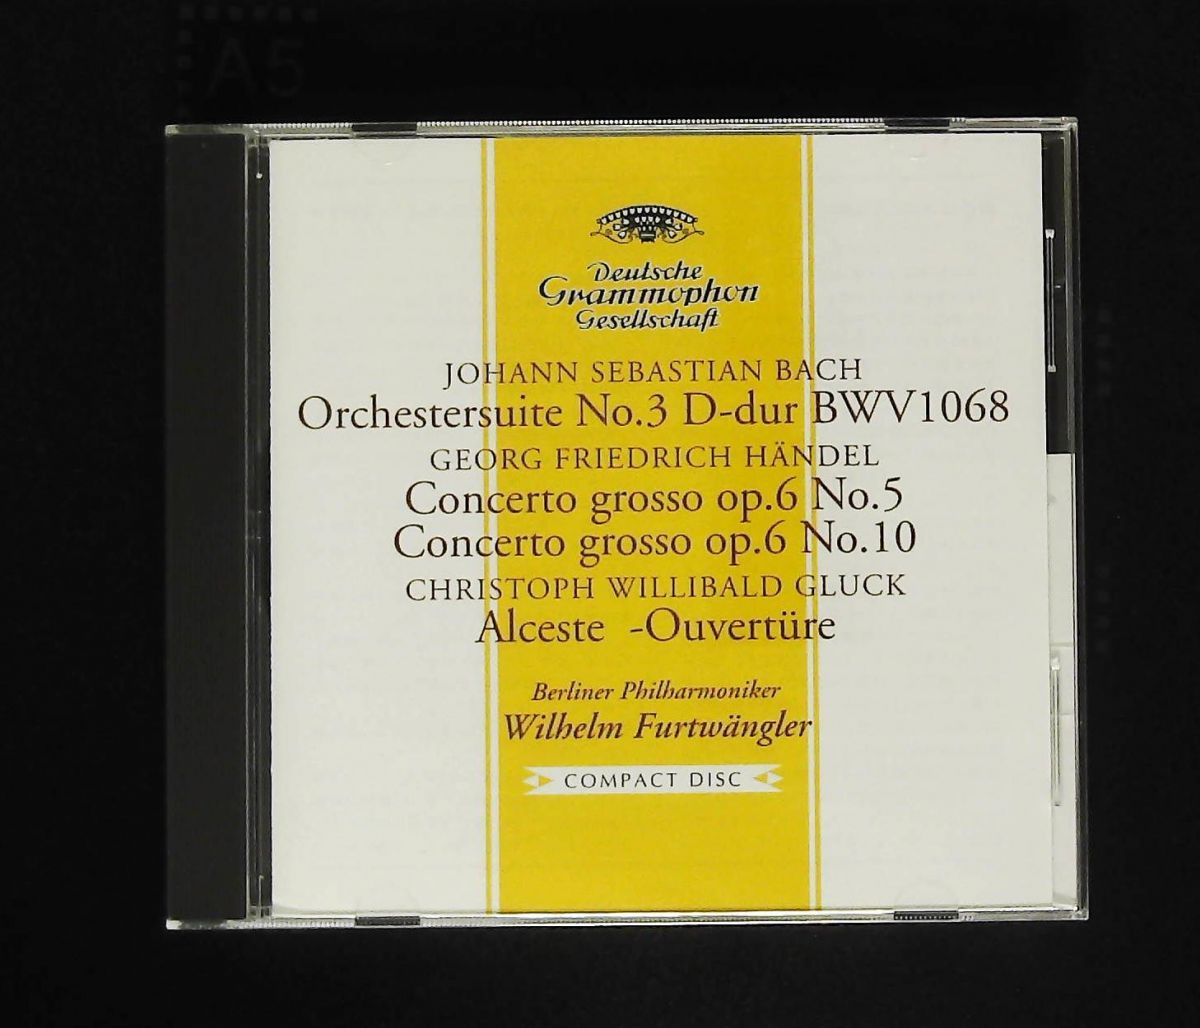 A5
Deutsche
Grammophon
Gesellschaft
JOHANN SEBASTIAN BACH
Orchestersuite No.3 D-dur BWV1068
GEORG FRIEDRICH HÄNDEL
Concerto grosso op.6 No.5
Concerto grosso op.6 No.10
CHRISTOPH WILLIBALD GLUCK
Alceste -Ouvertüre
Berliner Philharmoniker
Wilhelm Furtwängler
COMPACT DISC